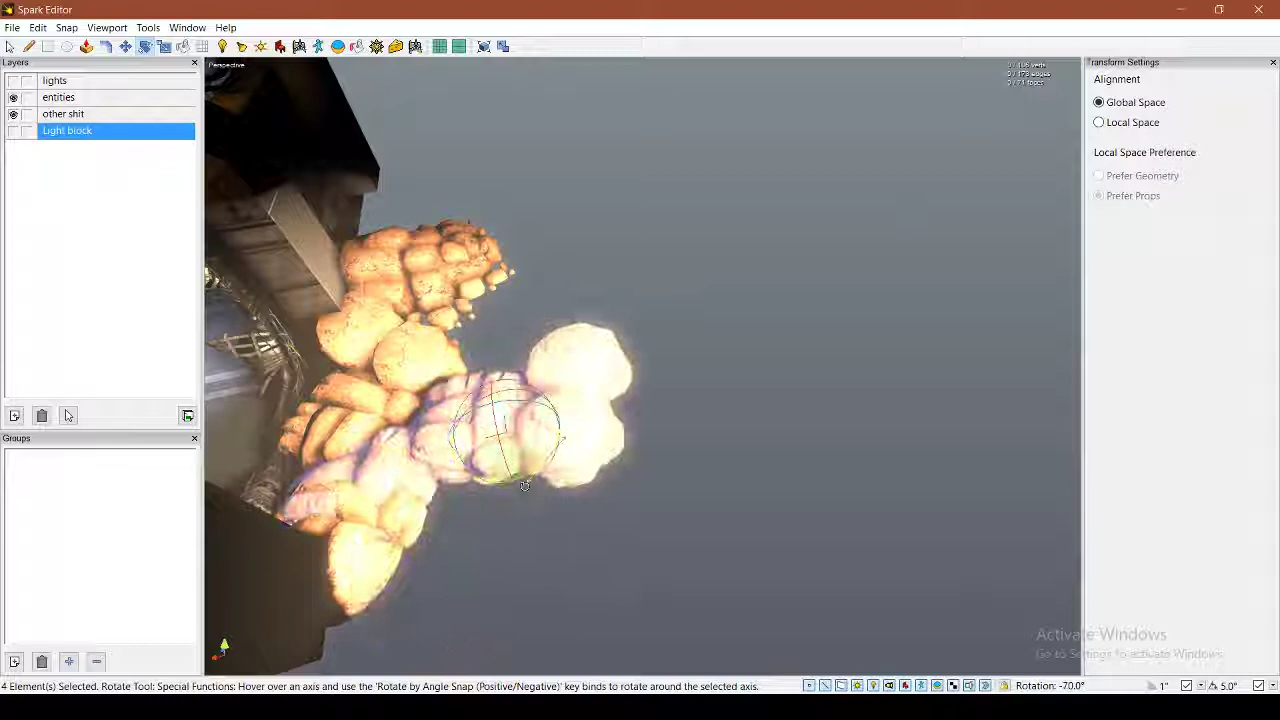 Spark Editor
File Edit Snap Viewport Tools Window Help
Layers
lights
entities
other shit
Light block
Groups
Perspective
Transform Settings
Alignment
Global Space
Local Space
Local Space Preference
Prefer Geometry
Prefer Props
Activate Windows
Go to Settings to activate Windows.
4 Element(s) Selected. Rotate Tool: Special Functions: Hover over an axis and use the 'Rotate by Angle Snap (Positive/Negative)' key binds to rotate around the selected axis.
Rotation: -70.0°
1"
5.0°